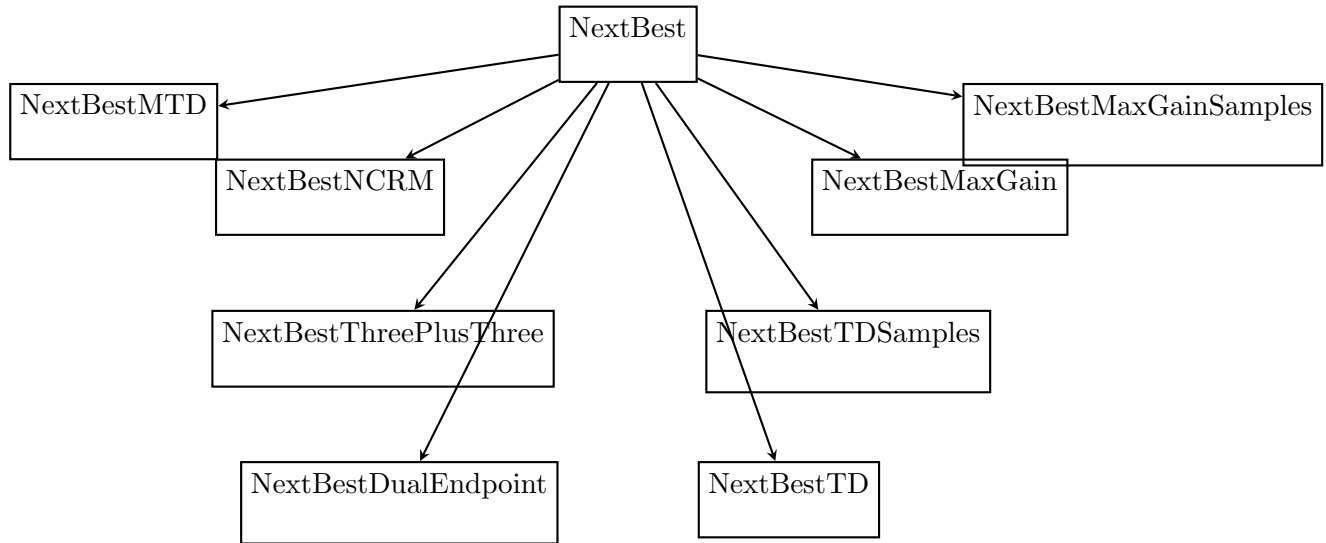 NextBest
NextBestMTD
NextBestMaxGainSamples
NextBestNCRM
NextBestMaxGain
NextBestThreePlusThree
NextBestTDSamples
NextBestDualEndpoint
NextBestTD